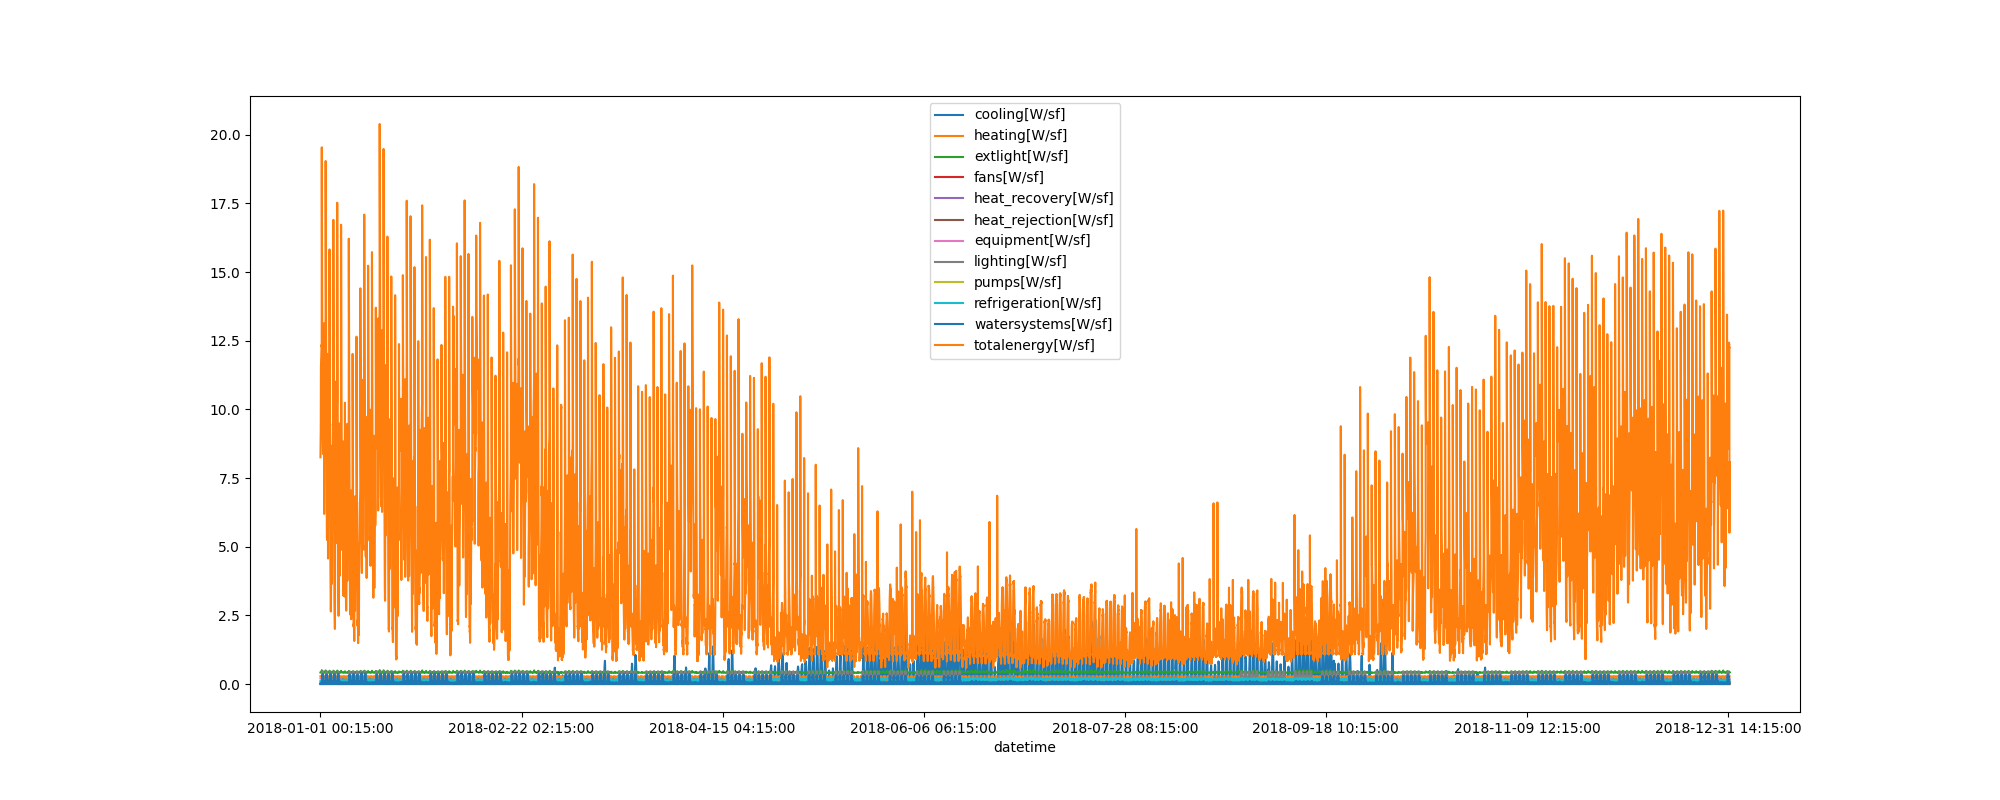 cooling[W/sf]
heating[W/sf]
extlight[W/sf]
fans[W/sf]
heat_recovery[W/sf]
heat_rejection[W/sf]
equipment[W/sf]
lighting[W/sf]
pumps[W/sf]
refrigeration[W/sf]
watersystems[W/sf]
totalenergy[W/sf]
20.0
17.5
15.0
12.5
10.0
7.5
5.0
2.5
0.0
2018-01-01 00:15:00 2018-02-22 02:15:00 2018-04-15 04:15:00 2018-06-06 06:15:00 2018-07-28 08:15:00 2018-09-18 10:15:00 2018-11-09 12:15:00 2018-12-31 14:15:00
datetime